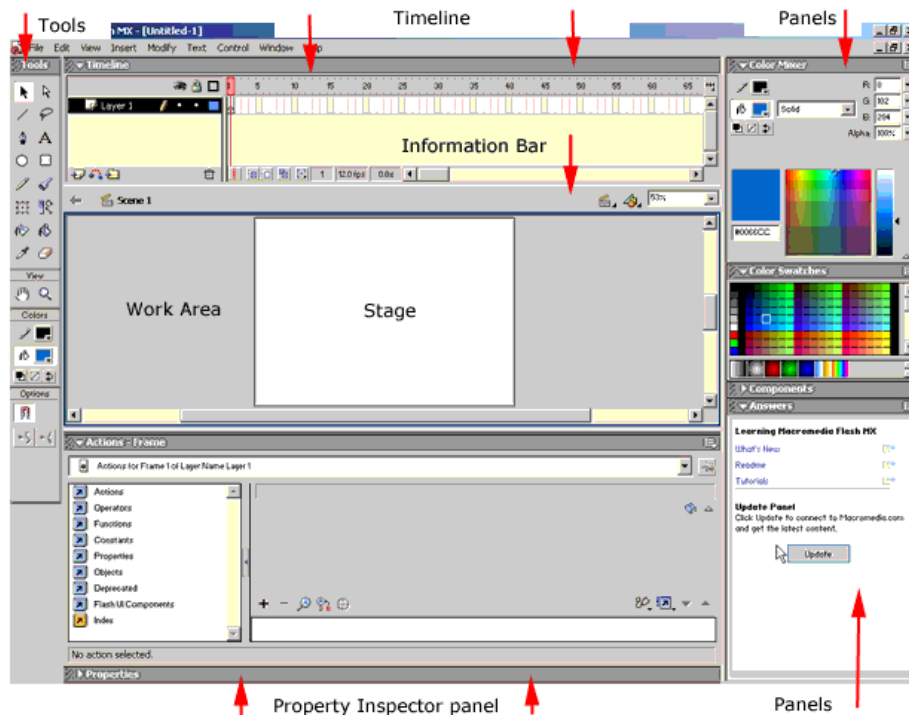 Tools
Timeline
Panels
MX - [Untitled-1]
File Edit View Insert Modify Text Control Window
Tools
Timeline
Color Mixer
5 10 15 20 25 30 35 40 45 50 55 60 65
Layer 1
Solid
R: 0
G: 102
B: 204
Alpha: 100%
Information Bar
1 12.0 fps 0.0s
Scene 1
53%
#0066CC
View
Colors
Options
Color Swatches
Work Area
Stage
Components
Answers
Actions - Frame
Actions for Frame 1 of Layer Name Layer 1
Actions
Operators
Functions
Constants
Properties
Objects
Deprecated
Flash UI Components
Index
No action selected.
Properties
Learning Macromedia Flash MX
What's New
Readme
Tutorials
Update Panel
Click Update to connect to Macromedia.com
and get the latest content.
Update
Property Inspector panel
Panels